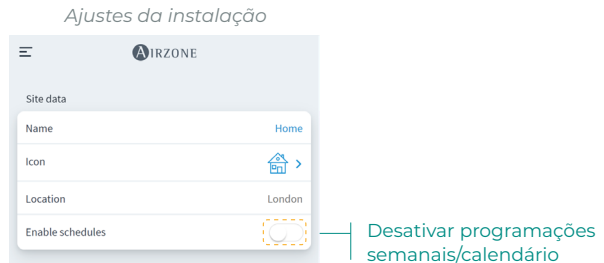 Ajustes da instalação
AIRZONE
Site data
Name Home
Icon
Location London
Enable schedules
Desativar programações
semanais/calendário